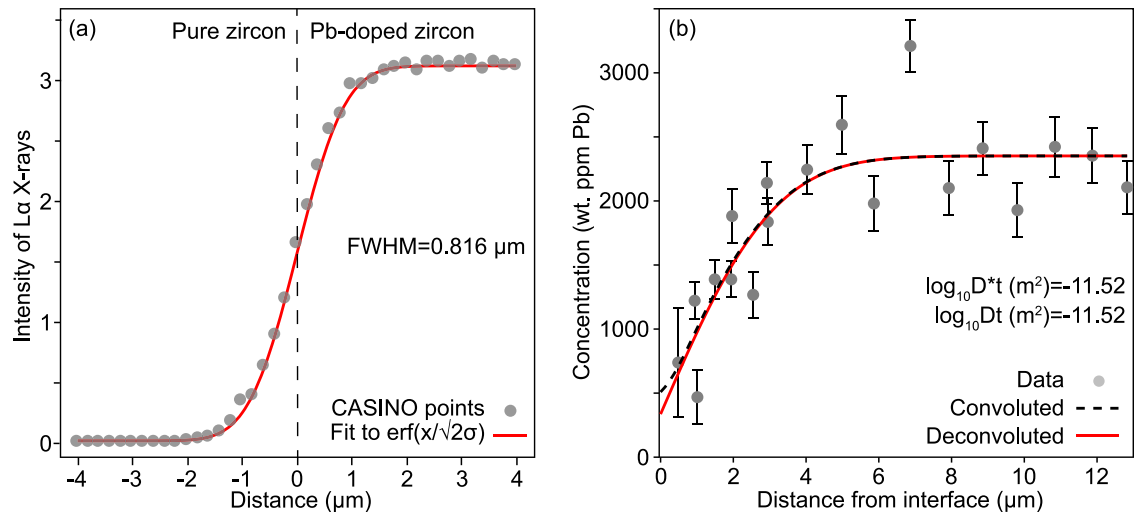 (a)
Pure zircon
Pb-doped zircon
3
2
1
0
Intensity of Lα X-rays
FWHM=0.816 μm
CASINO points
Fit to erf(x/√2σ)
-4 -3 -2 -1 0 1 2 3 4
Distance (μm)
(b)
3000
2000
1000
0
Concentration (wt. ppm Pb)
log₁₀D*t (m²)=-11.52
log₁₀Dt (m²)=-11.52
Data
Convoluted
Deconvoluted
0 2 4 6 8 10 12
Distance from interface (μm)